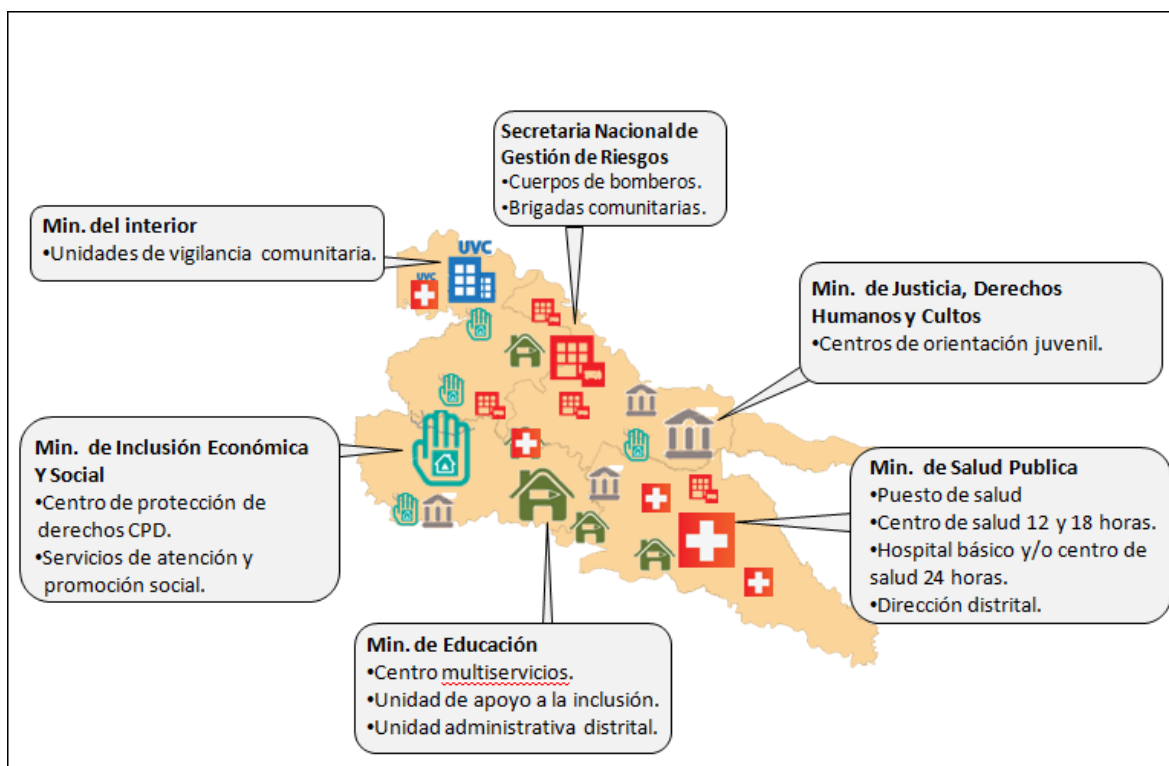 Secretaria Nacional de
Gestión de Riesgos
•Cuerpos de bomberos.
•Brigadas comunitarias.
Min. del interior
•Unidades de vigilancia comunitaria.
UVC
UVC
Min. de Justicia, Derechos
Humanos y Cultos
•Centros de orientación juvenil.
Min. de Inclusión Económica
Y Social
•Centro de protección de
derechos CPD.
•Servicios de atención y
promoción social.
Min. de Salud Publica
•Puesto de salud
•Centro de salud 12 y 18 horas.
•Hospital básico y/o centro de
salud 24 horas.
•Dirección distrital.
Min. de Educación
•Centro multiservicios.
•Unidad de apoyo a la inclusión.
•Unidad administrativa distrital.